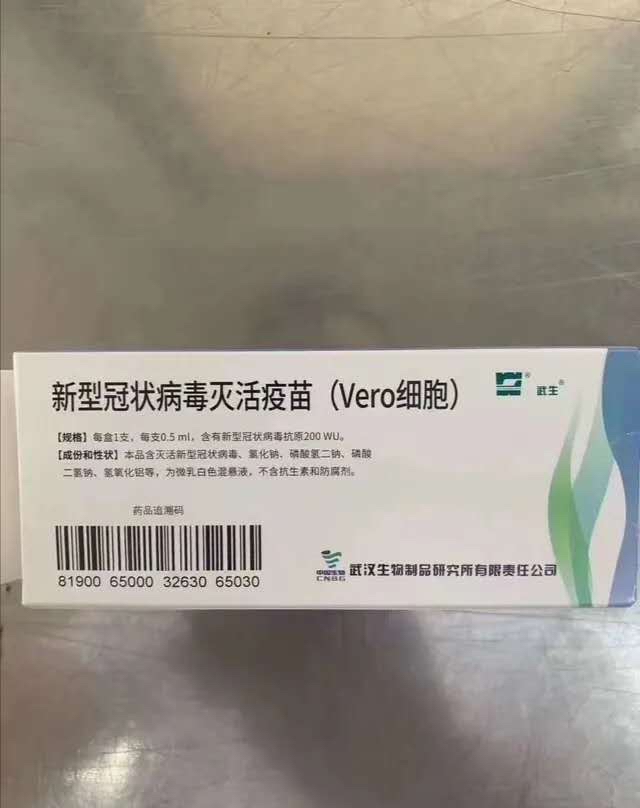 新型冠状病毒灭活疫苗（Vero细胞）
武生®
【规格】每盒1支，每支0.5 ml，含有新型冠状病毒抗原200 WU。
【成份和性状】本品含灭活新型冠状病毒、氯化钠、磷酸氢二钠、磷酸
二氢钠、氢氧化铝等，为微乳白色混悬液，不含抗生素和防腐剂。
药品追溯码
81900 65000 32630 65030
中国生物
CNBG
武汉生物制品研究所有限责任公司